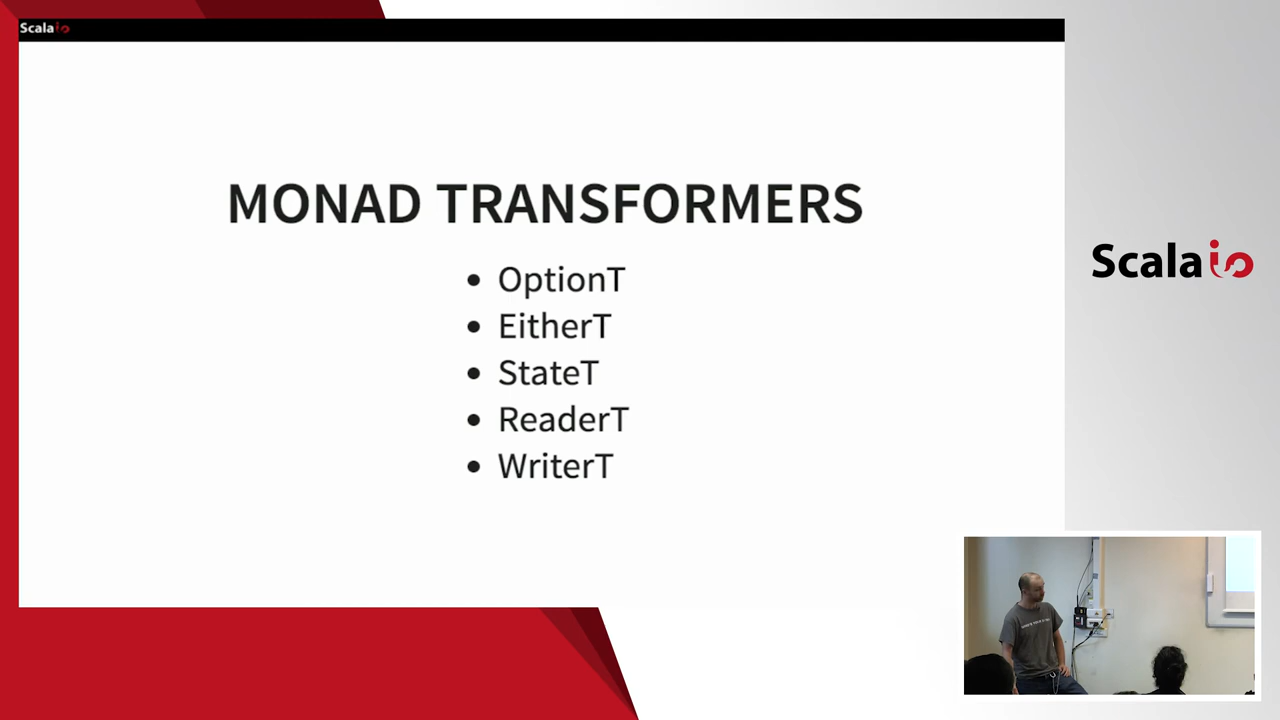 Scalaio
MONAD TRANSFORMERS
• OptionT
• EitherT
• StateT
• ReaderT
• WriterT
Scalaio